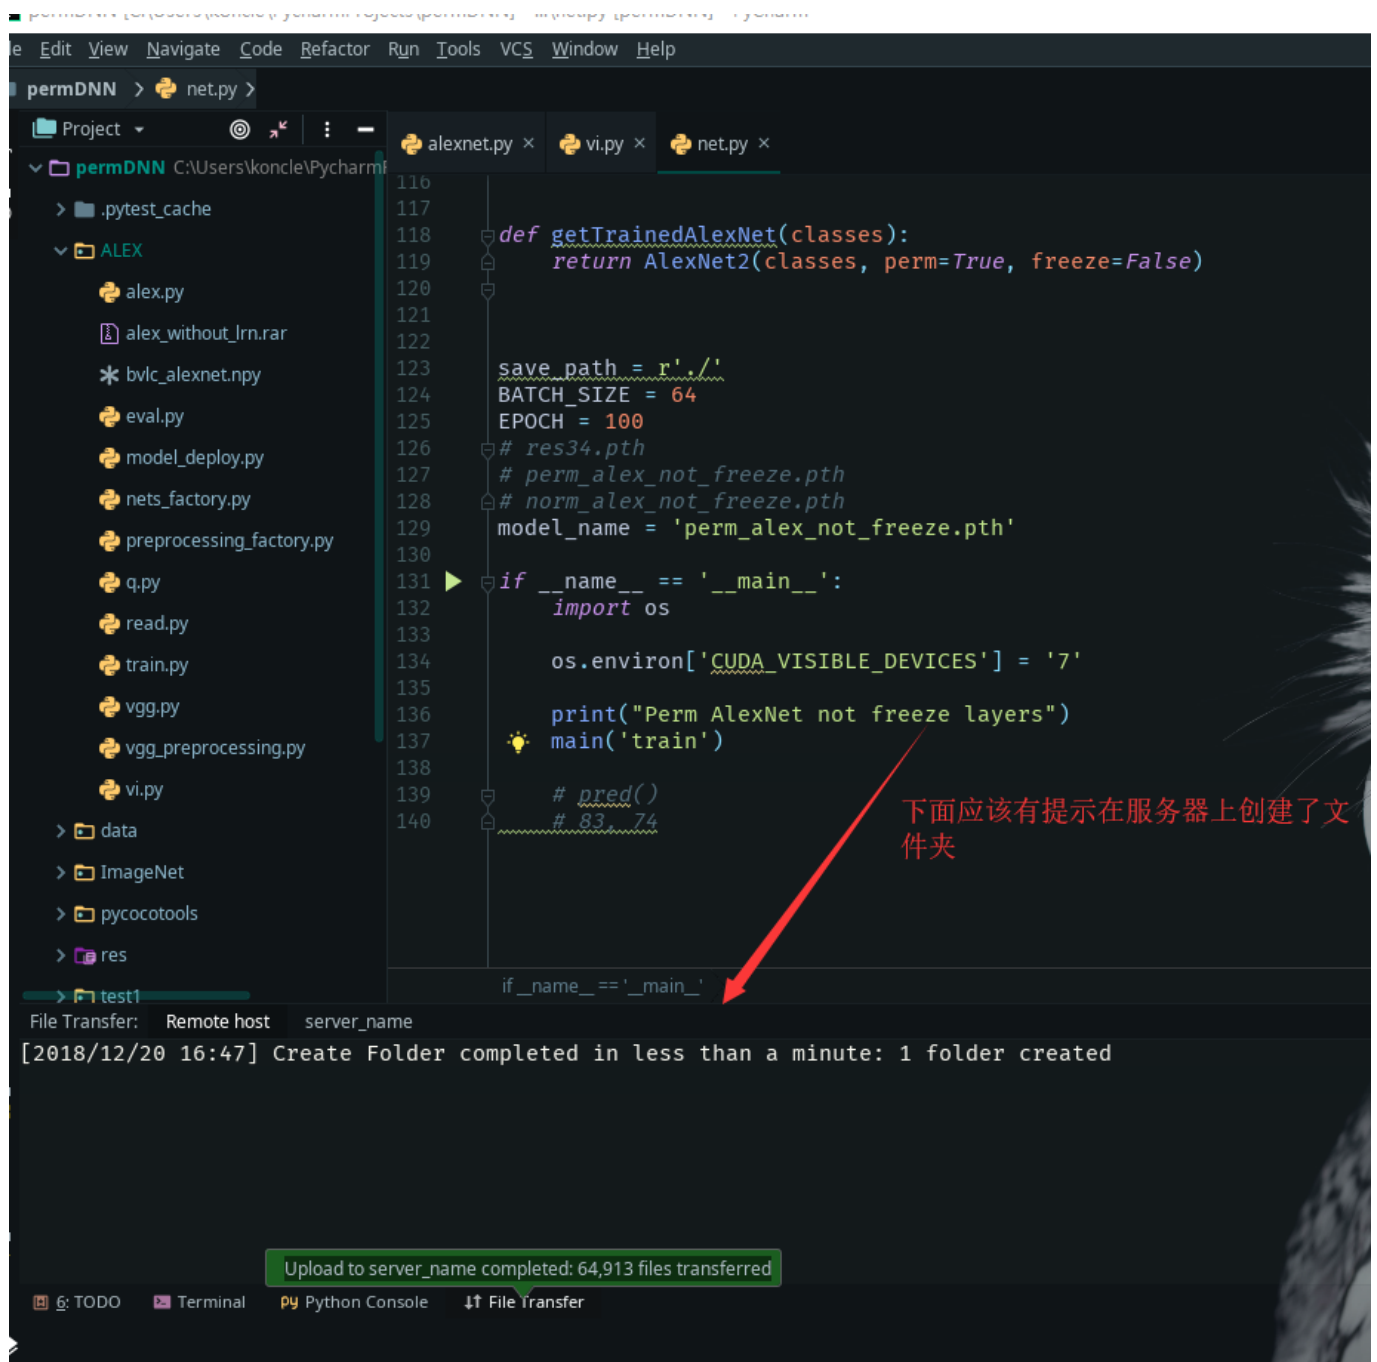 permDNN [C:\Users\koncle\PycharmProjects\permDNN] - ...\net.py [permDNN] - PyCharm
Edit View Navigate Code Refactor Run Tools VCS Window Help
permDNN net.py
Project
alexnet.py vi.py net.py
permDNN C:\Users\koncle\Pycharm
.pytest_cache
ALEX
alex.py
alex_without_lrn.rar
bvlc_alexnet.npy
eval.py
model_deploy.py
nets_factory.py
preprocessing_factory.py
q.py
read.py
train.py
vgg.py
vgg_preprocessing.py
vi.py
data
ImageNet
pycocotools
res
test1
116
117
118 def getTrainedAlexNet(classes):
119 return AlexNet2(classes, perm=True, freeze=False)
120
121
122
123 save_path = r'./'
124 BATCH_SIZE = 64
125 EPOCH = 100
126 # res34.pth
127 # perm_alex_not_freeze.pth
128 # norm_alex_not_freeze.pth
129 model_name = 'perm_alex_not_freeze.pth'
130
131 if __name__ == '__main__':
132 import os
133
134 os.environ['CUDA_VISIBLE_DEVICES'] = '7'
135
136 print("Perm AlexNet not freeze layers")
137 main('train')
138
139 # pred()
140 # 83, 74
下面应该有提示在服务器上创建了文
件夹
if __name__ == '__main__'
File Transfer: Remote host server_name
[2018/12/20 16:47] Create Folder completed in less than a minute: 1 folder created
Upload to server_name completed: 64,913 files transferred
6: TODO Terminal Python Console File Transfer